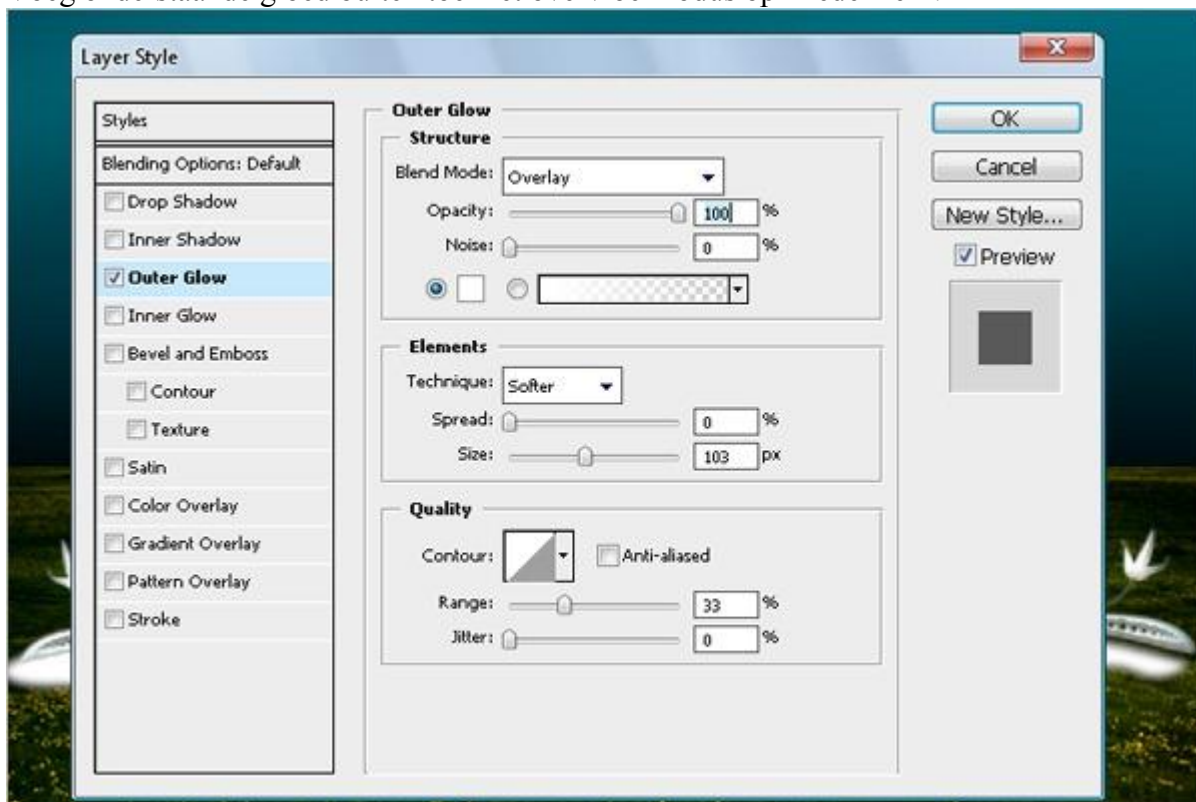 Layer Style
Styles
Blending Options: Default
Drop Shadow
Inner Shadow
Outer Glow
Inner Glow
Bevel and Emboss
Contour
Texture
Satin
Color Overlay
Gradient Overlay
Pattern Overlay
Stroke
Outer Glow
Structure
Blend Mode: Overlay
Opacity: 100 %
Noise: 0 %
Elements
Technique: Softer
Spread: 0 %
Size: 103 px
Quality
Contour: Anti-aliased
Range: 33 %
Jitter: 0 %
OK
Cancel
New Style...
Preview